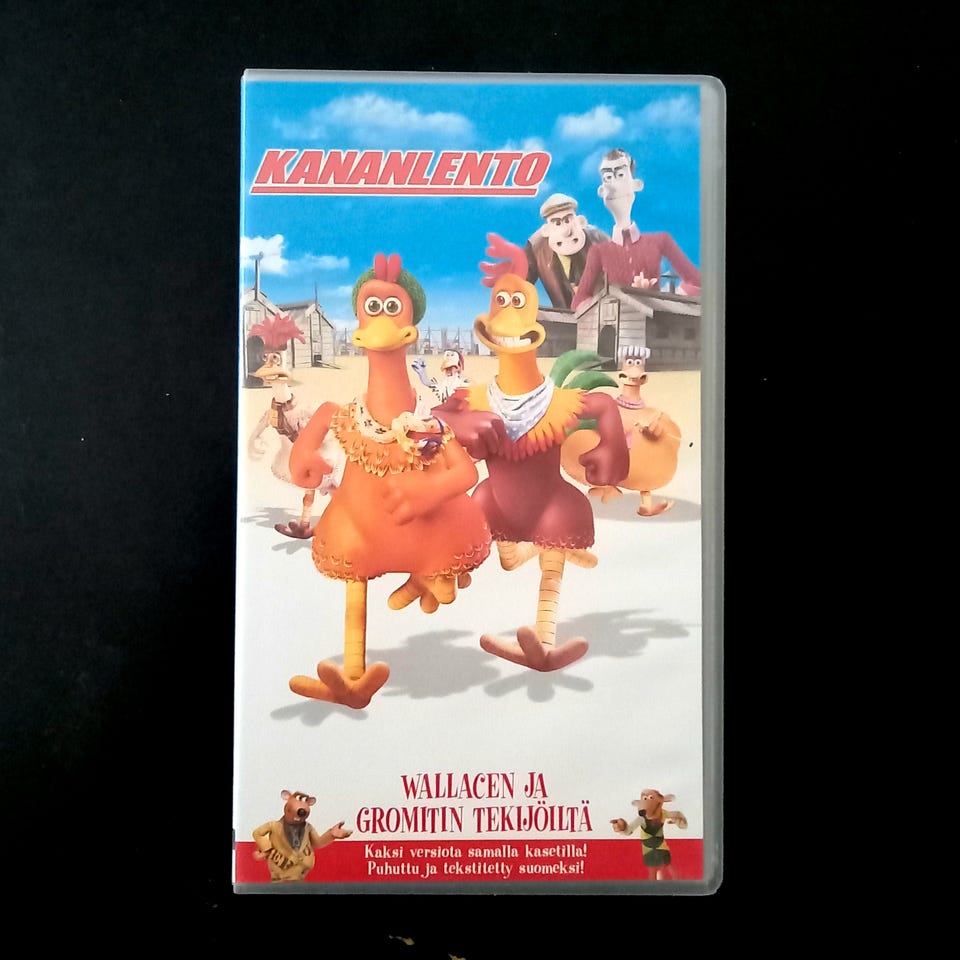 KANANLENTO
WALLACEN JA
GROMITIN TEKIJÖILTÄ
Kaksi versiota samalla kasetilla!
Puhuttu ja tekstitetty suomeksi!